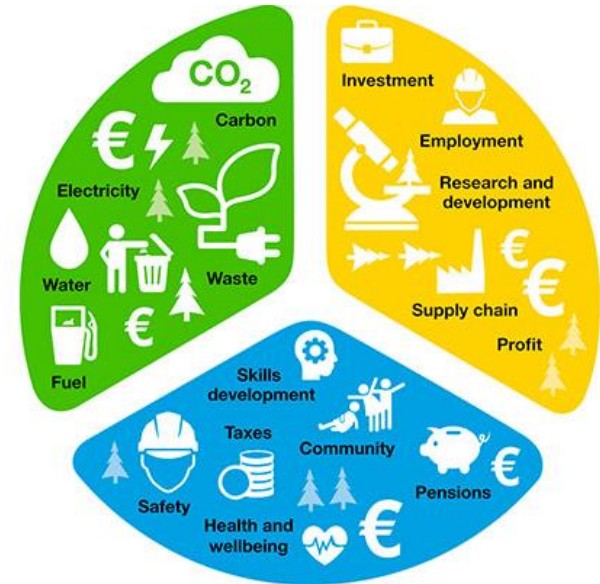 CO₂
Carbon
€
Electricity
Water
Waste
€
Fuel
Investment
Employment
Research and
development
€
Supply chain
€
Profit
Skills
development
Taxes
Community
Safety
Pensions
€
Health and
wellbeing
€